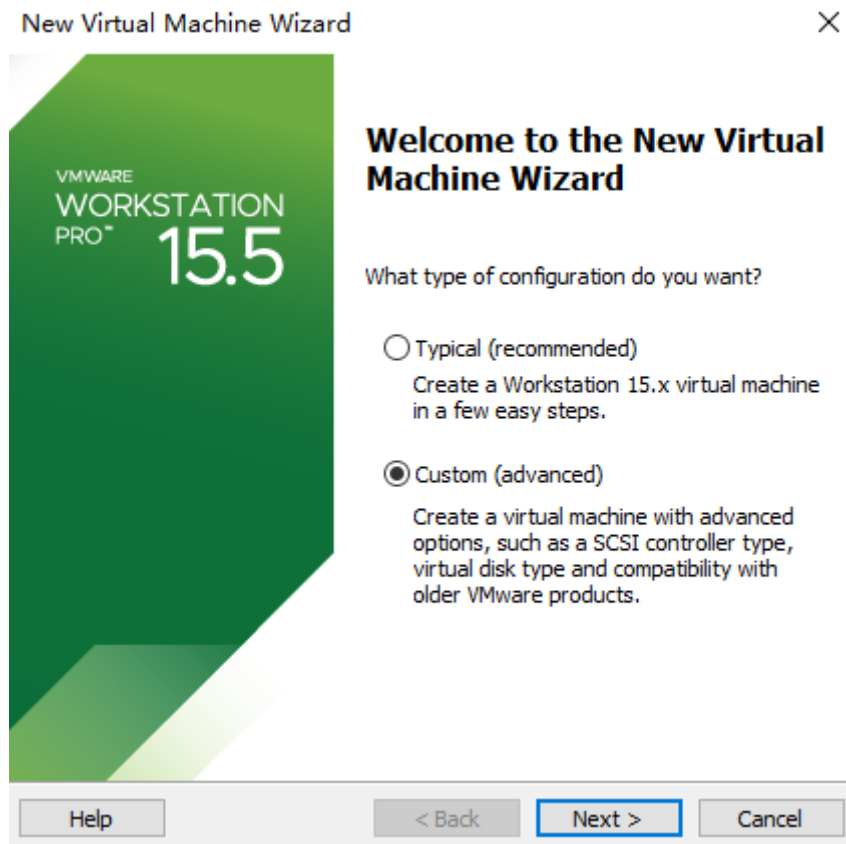 New Virtual Machine Wizard
VMWARE
WORKSTATION
PRO™ 15.5
Welcome to the New Virtual
Machine Wizard
What type of configuration do you want?
Typical (recommended)
Create a Workstation 15.x virtual machine
in a few easy steps.
Custom (advanced)
Create a virtual machine with advanced
options, such as a SCSI controller type,
virtual disk type and compatibility with
older VMware products.
Help
< Back
Next >
Cancel